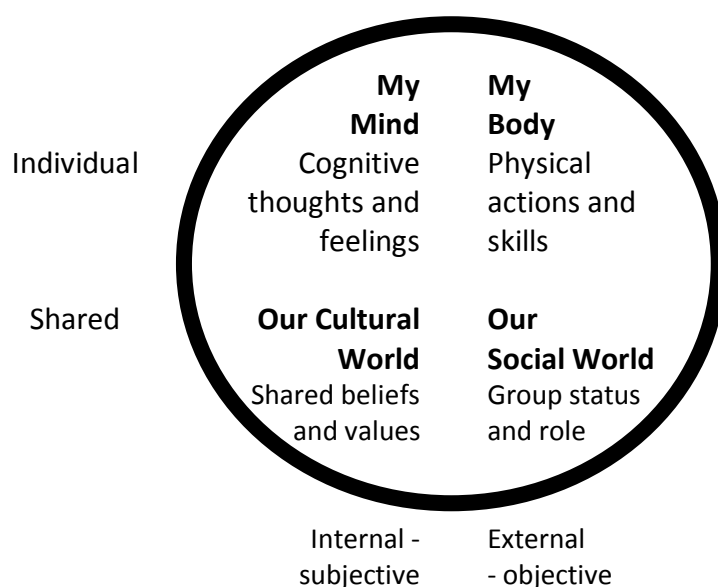 My
Mind
Cognitive
thoughts and
feelings
My
Body
Physical
actions and
skills
Individual
Shared
Our Cultural
World
Shared beliefs
and values
Our
Social World
Group status
and role
Internal -
subjective
External
- objective